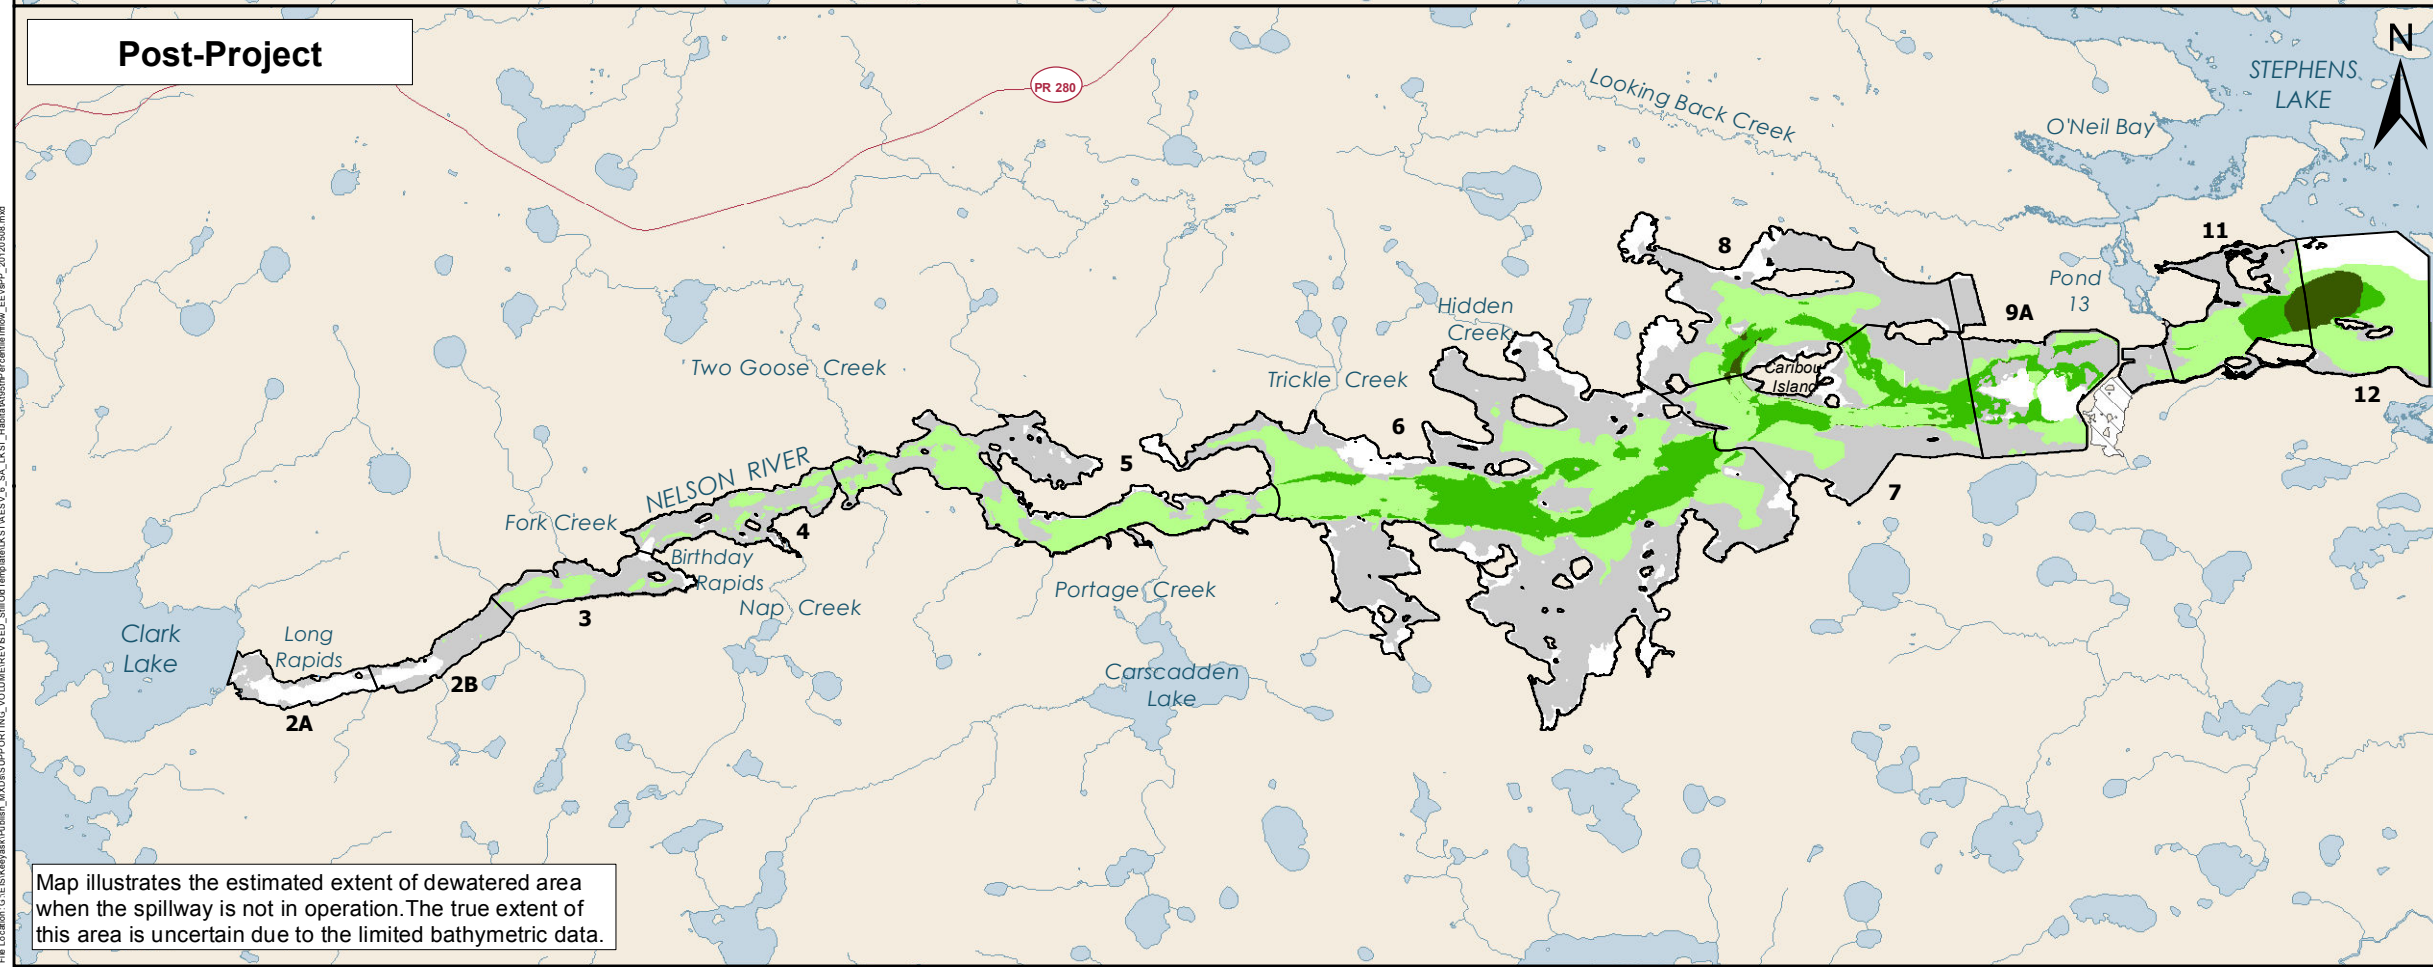 Post-Project
PR 280
N
STEPHENS
LAKE
O'Neil Bay
Looking Back Creek
Pond
13
11
8
9A
12
Hidden
Creek
Caribou
Island
Two Goose Creek
Trickle Creek
6
5
7
NELSON RIVER
4
Fork Creek
Birthday
Rapids
Nap Creek
Portage Creek
3
Clark
Lake
Long
Rapids
2B
2A
Carscadden
Lake
Map illustrates the estimated extent of dewatered area
when the spillway is not in operation.The true extent of
this area is uncertain due to the limited bathymetric data.